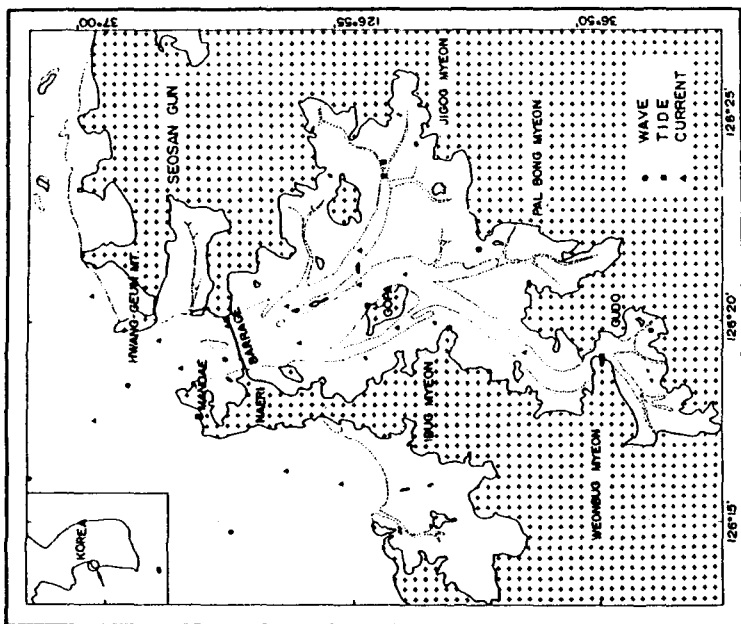 KOREA
37°00'
HWANG-GEUM MT.
SEOSAN GUN
MANDAE
BARRAGE
NAERI
126°55'
GOPA
IBUG MYEON
JIGOG MYEON
PAL BONG MYEON
GUDO
WEONBUG MYEON
36°50'
WAVE
TIDE
CURRENT
126°15'
126°20'
126°25'